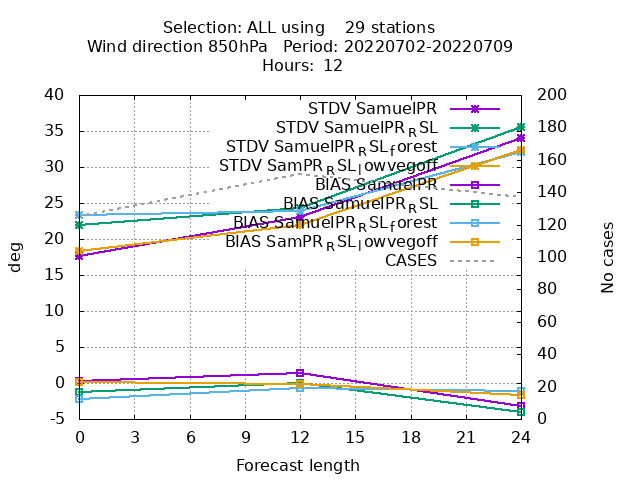 Selection: ALL using 29 stations
Wind direction 850hPa Period: 20220702-20220709
Hours: 12
40 200
35 180
30 160
25 140
20 120
15 100
10 80
5 60
0 40
-5 20
0
STDV SamuelPR
STDV SamuelPR_RSL
STDV SamuelPR_RSL_forest
STDV SamPR_RSL_lowvegoff
BIAS SamuelPR
BIAS SamuelPR_RSL
BIAS SamuelPR_RSL_forest
BIAS SamPR_RSL_lowvegoff
CASES
deg
No cases
0 3 6 9 12 15 18 21 24
Forecast length